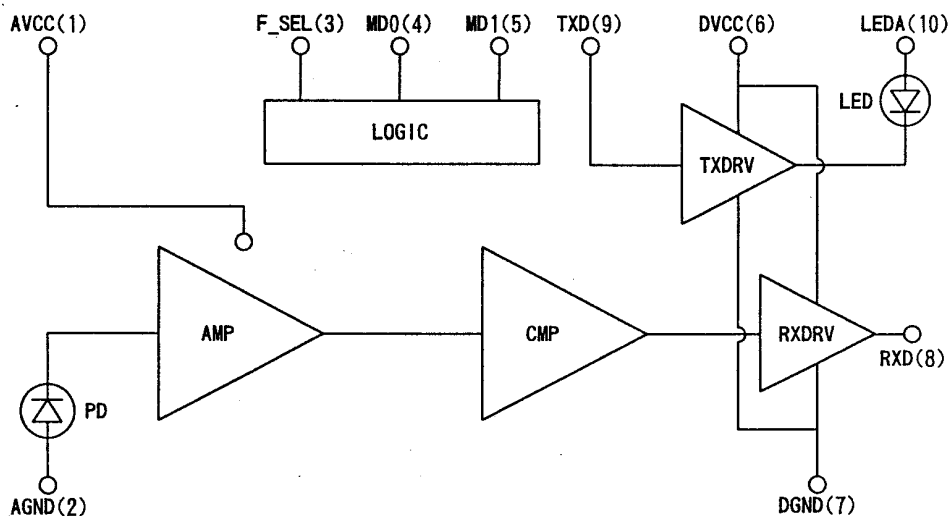 AVCC(1)
F_SEL(3)
MD0(4)
MD1(5)
TXD(9)
DVCC(6)
LEDA(10)
LED
LOGIC
TXDRV
AMP
CMP
RXDRV
RXD(8)
PD
AGND(2)
DGND(7)